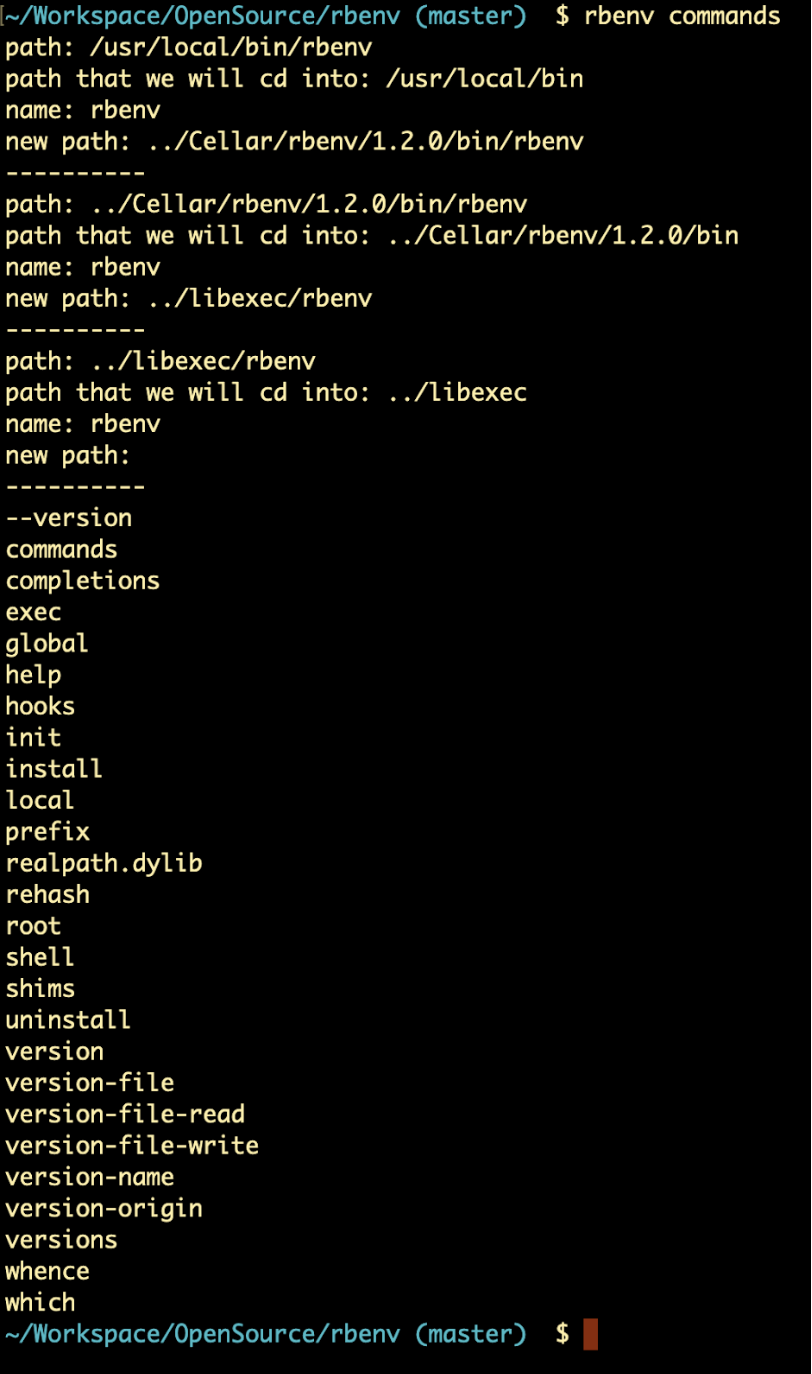 ~/Workspace/OpenSource/rbenv (master)  $ rbenv commands
path: /usr/local/bin/rbenv
path that we will cd into: /usr/local/bin
name: rbenv
new path: ../Cellar/rbenv/1.2.0/bin/rbenv
----------
path: ../Cellar/rbenv/1.2.0/bin/rbenv
path that we will cd into: ../Cellar/rbenv/1.2.0/bin
name: rbenv
new path: ../libexec/rbenv
----------
path: ../libexec/rbenv
path that we will cd into: ../libexec
name: rbenv
new path:
----------
--version
commands
completions
exec
global
help
hooks
init
install
local
prefix
realpath.dylib
rehash
root
shell
shims
uninstall
version
version-file
version-file-read
version-file-write
version-name
version-origin
versions
whence
which
~/Workspace/OpenSource/rbenv (master)  $